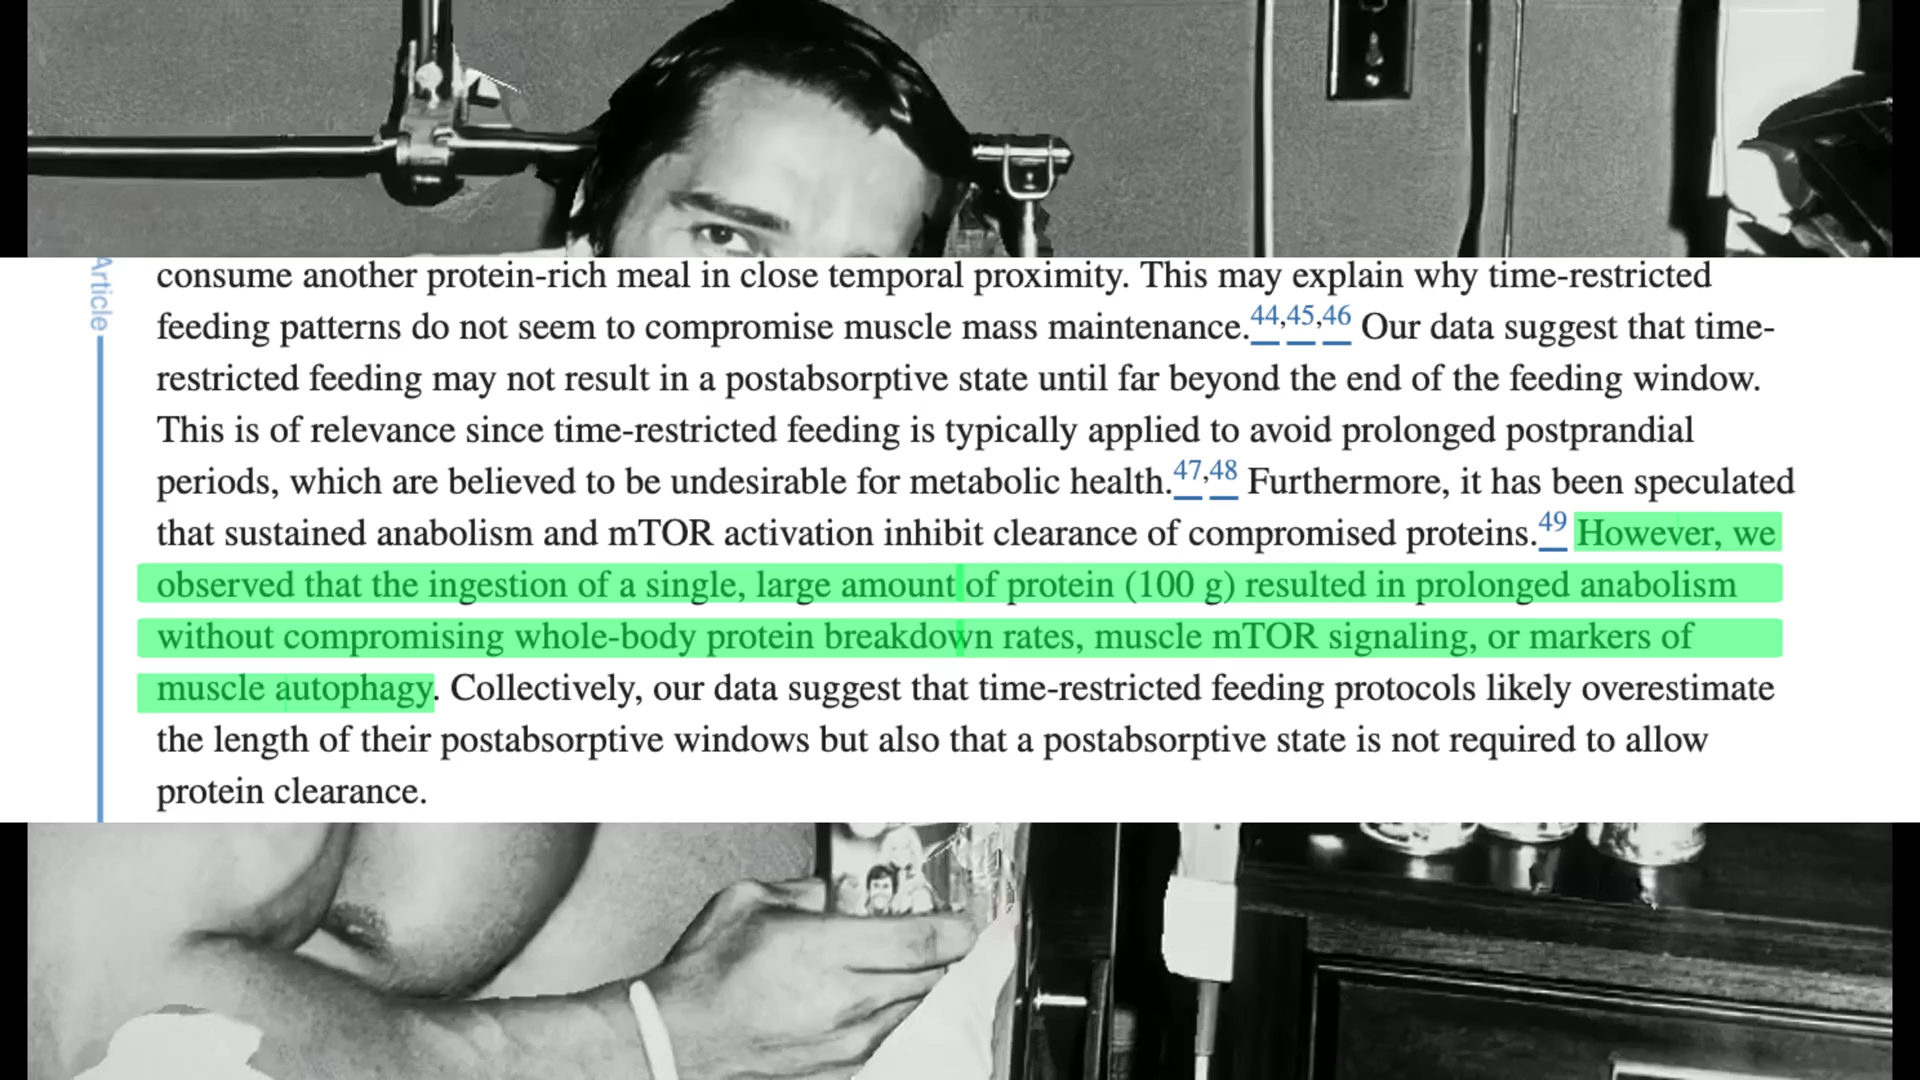 Article
consume another protein-rich meal in close temporal proximity. This may explain why time-restricted
feeding patterns do not seem to compromise muscle mass maintenance.44,45,46 Our data suggest that time-
restricted feeding may not result in a postabsorptive state until far beyond the end of the feeding window.
This is of relevance since time-restricted feeding is typically applied to avoid prolonged postprandial
periods, which are believed to be undesirable for metabolic health.47,48 Furthermore, it has been speculated
that sustained anabolism and mTOR activation inhibit clearance of compromised proteins.49 However, we
observed that the ingestion of a single, large amount of protein (100 g) resulted in prolonged anabolism
without compromising whole-body protein breakdown rates, muscle mTOR signaling, or markers of
muscle autophagy. Collectively, our data suggest that time-restricted feeding protocols likely overestimate
the length of their postabsorptive windows but also that a postabsorptive state is not required to allow
protein clearance.